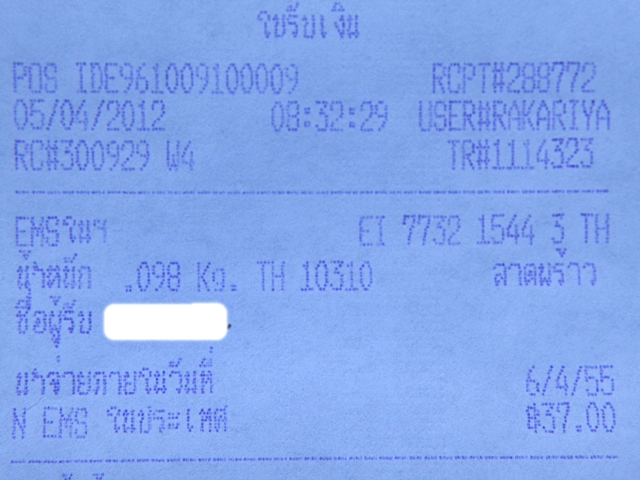 ใบรับเงิน
POS IDE961009100009 RCPT#288772
05/04/2012 08:32:29 USER#RAKARIYA
RC#300929 W4 TR#1114323
EMSในฯ EI 7732 1544 3 TH
น้ำหนัก .098 Kg. TH 10310 ลาดพร้าว
ชื่อผู้รับ
นำจ่ายภายในวันที่ 6/4/55
N EMS ในประเทศ ฿37.00